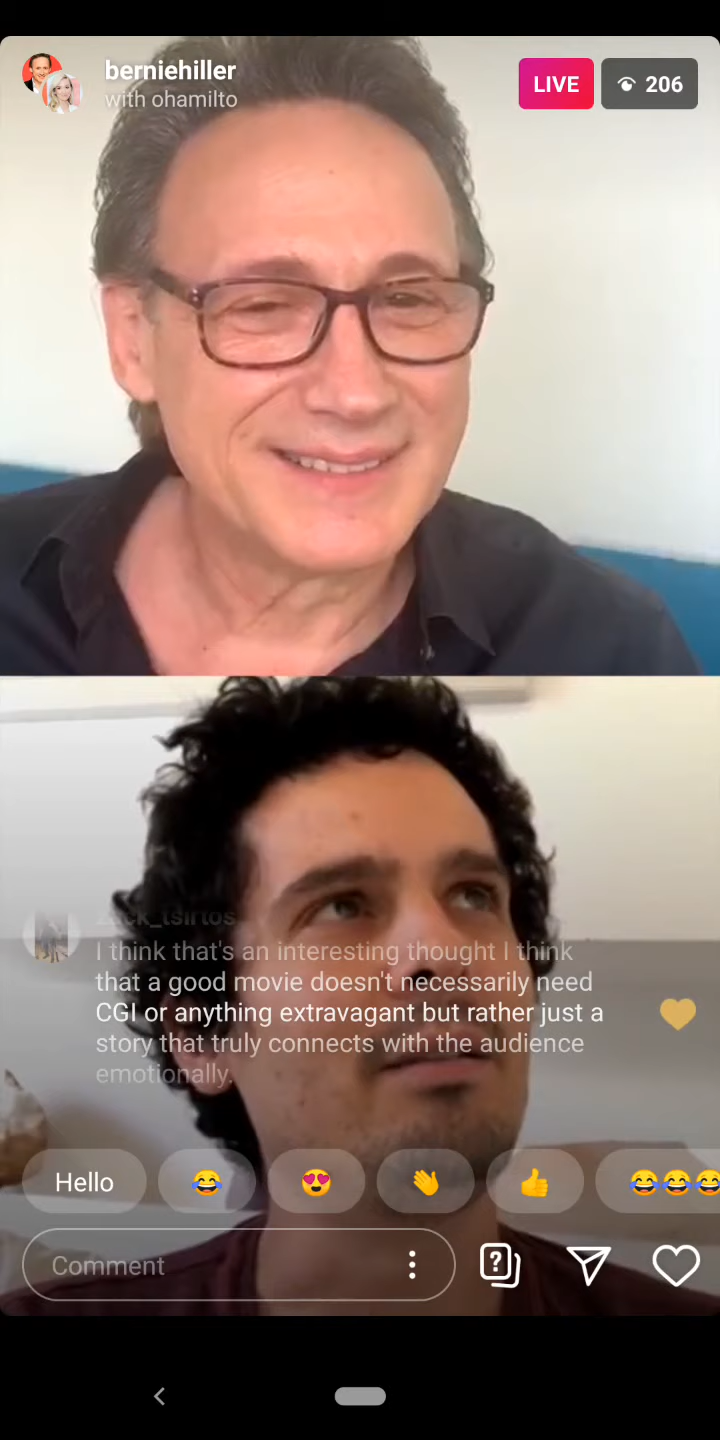 berniehiller
with ohamilto
LIVE
206
zack_tsirtos
I think that's an interesting thought I think
that a good movie doesn't necessarily need
CGI or anything extravagant but rather just a
story that truly connects with the audience
emotionally.
Hello
Comment
?